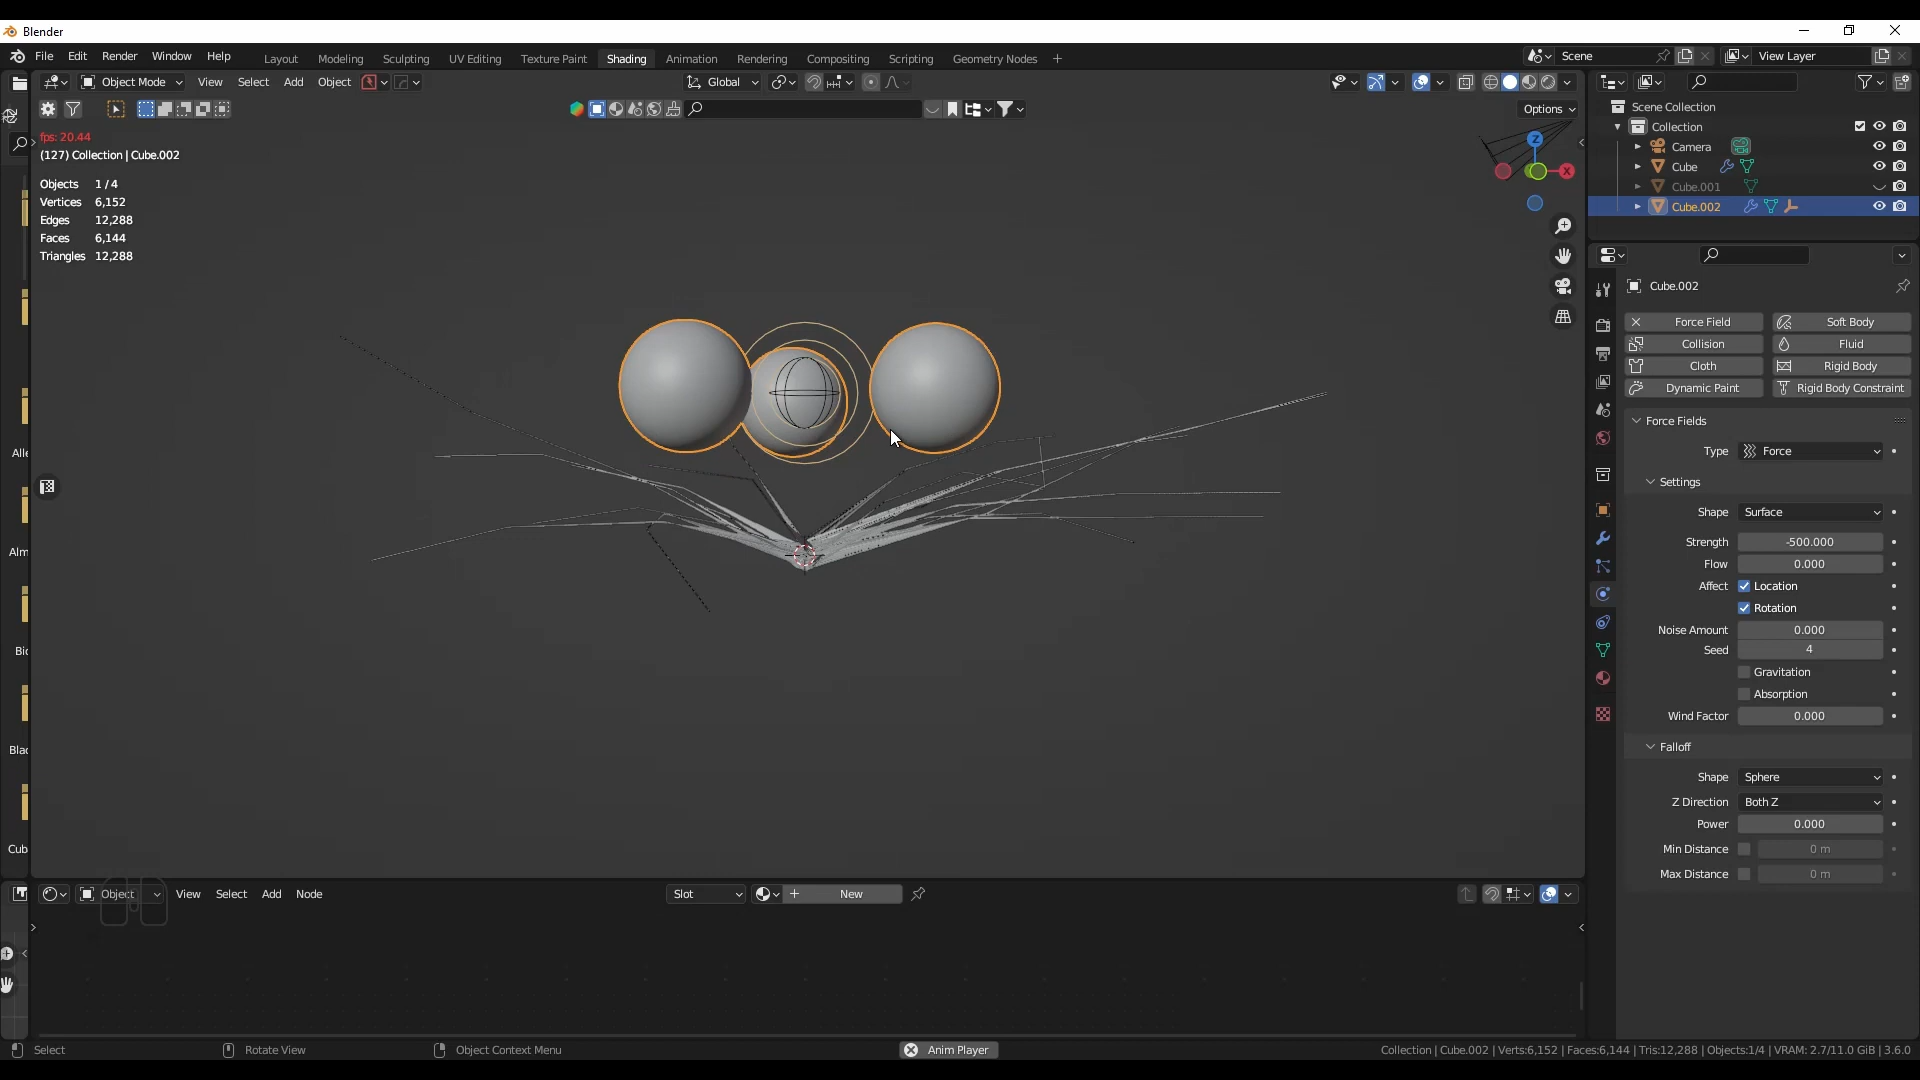 Blender
File Edit Render Window Help Layout Modeling Sculpting UV Editing Texture Paint Shading Animation Rendering Compositing Scripting Geometry Nodes + Scene View Layer
Object Mode View Select Add Object Global
Options
fps: 20.44
(127) Collection | Cube.002
Objects 1 / 4
Vertices 6,152
Edges 12,288
Faces 6,144
Triangles 12,288
Z
X
Scene Collection
Collection
Camera
Cube
Cube.001
Cube.002
Cube.002
Force Field Soft Body
Collision Fluid
Cloth Rigid Body
Dynamic Paint Rigid Body Constraint
Force Fields
Type Force
Settings
Shape Surface
Strength -500.000
Flow 0.000
Affect Location
Rotation
Noise Amount 0.000
Seed 4
Gravitation
Absorption
Wind Factor 0.000
Falloff
Shape Sphere
Z Direction Both Z
Power 0.000
Min Distance 0 m
Max Distance 0 m
Alle
Alm
Bic
Blac
Cub
Object View Select Add Node Slot New
Select Rotate View Object Context Menu Anim Player Collection | Cube.002 | Verts:6,152 | Faces:6,144 | Tris:12,288 | Objects:1/4 | VRAM: 2.7/11.0 GiB | 3.6.0